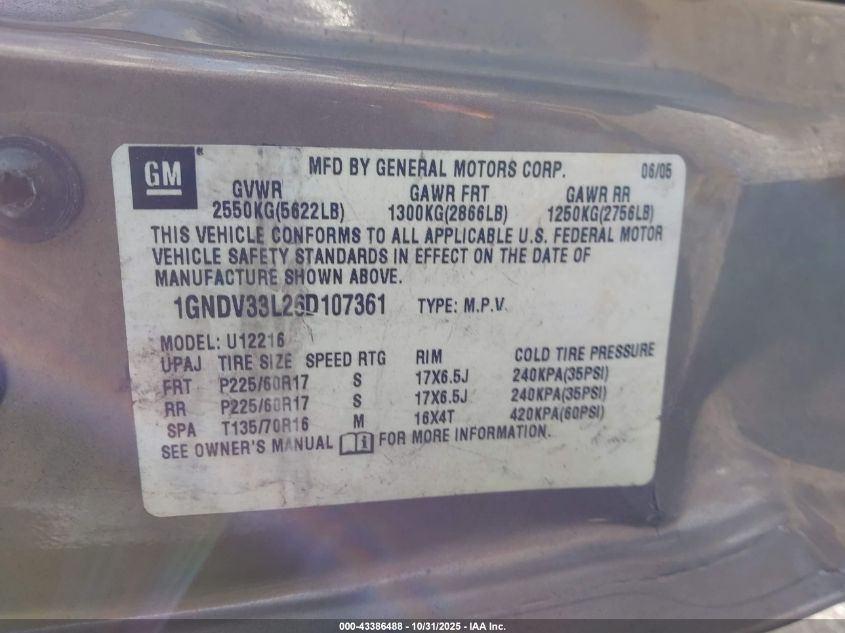 GM
MFD BY GENERAL MOTORS CORP. 06/05
GVWR GAWR FRT GAWR RR
2550KG(5622LB) 1300KG(2866LB) 1250KG(2756LB)
THIS VEHICLE CONFORMS TO ALL APPLICABLE U.S. FEDERAL MOTOR
VEHICLE SAFETY STANDARDS IN EFFECT ON THE DATE OF
MANUFACTURE SHOWN ABOVE.
1GNDV33L26D107361 TYPE: M.P.V.
MODEL: U12216
UPAJ TIRE SIZE SPEED RTG RIM COLD TIRE PRESSURE
FRT P225/60R17 S 17X6.5J 240KPA(35PSI)
RR P225/60R17 S 17X6.5J 240KPA(35PSI)
SPA T135/70R16 M 16X4T 420KPA(60PSI)
SEE OWNER'S MANUAL FOR MORE INFORMATION.
000-43386488 - 10/31/2025 - IAA Inc.